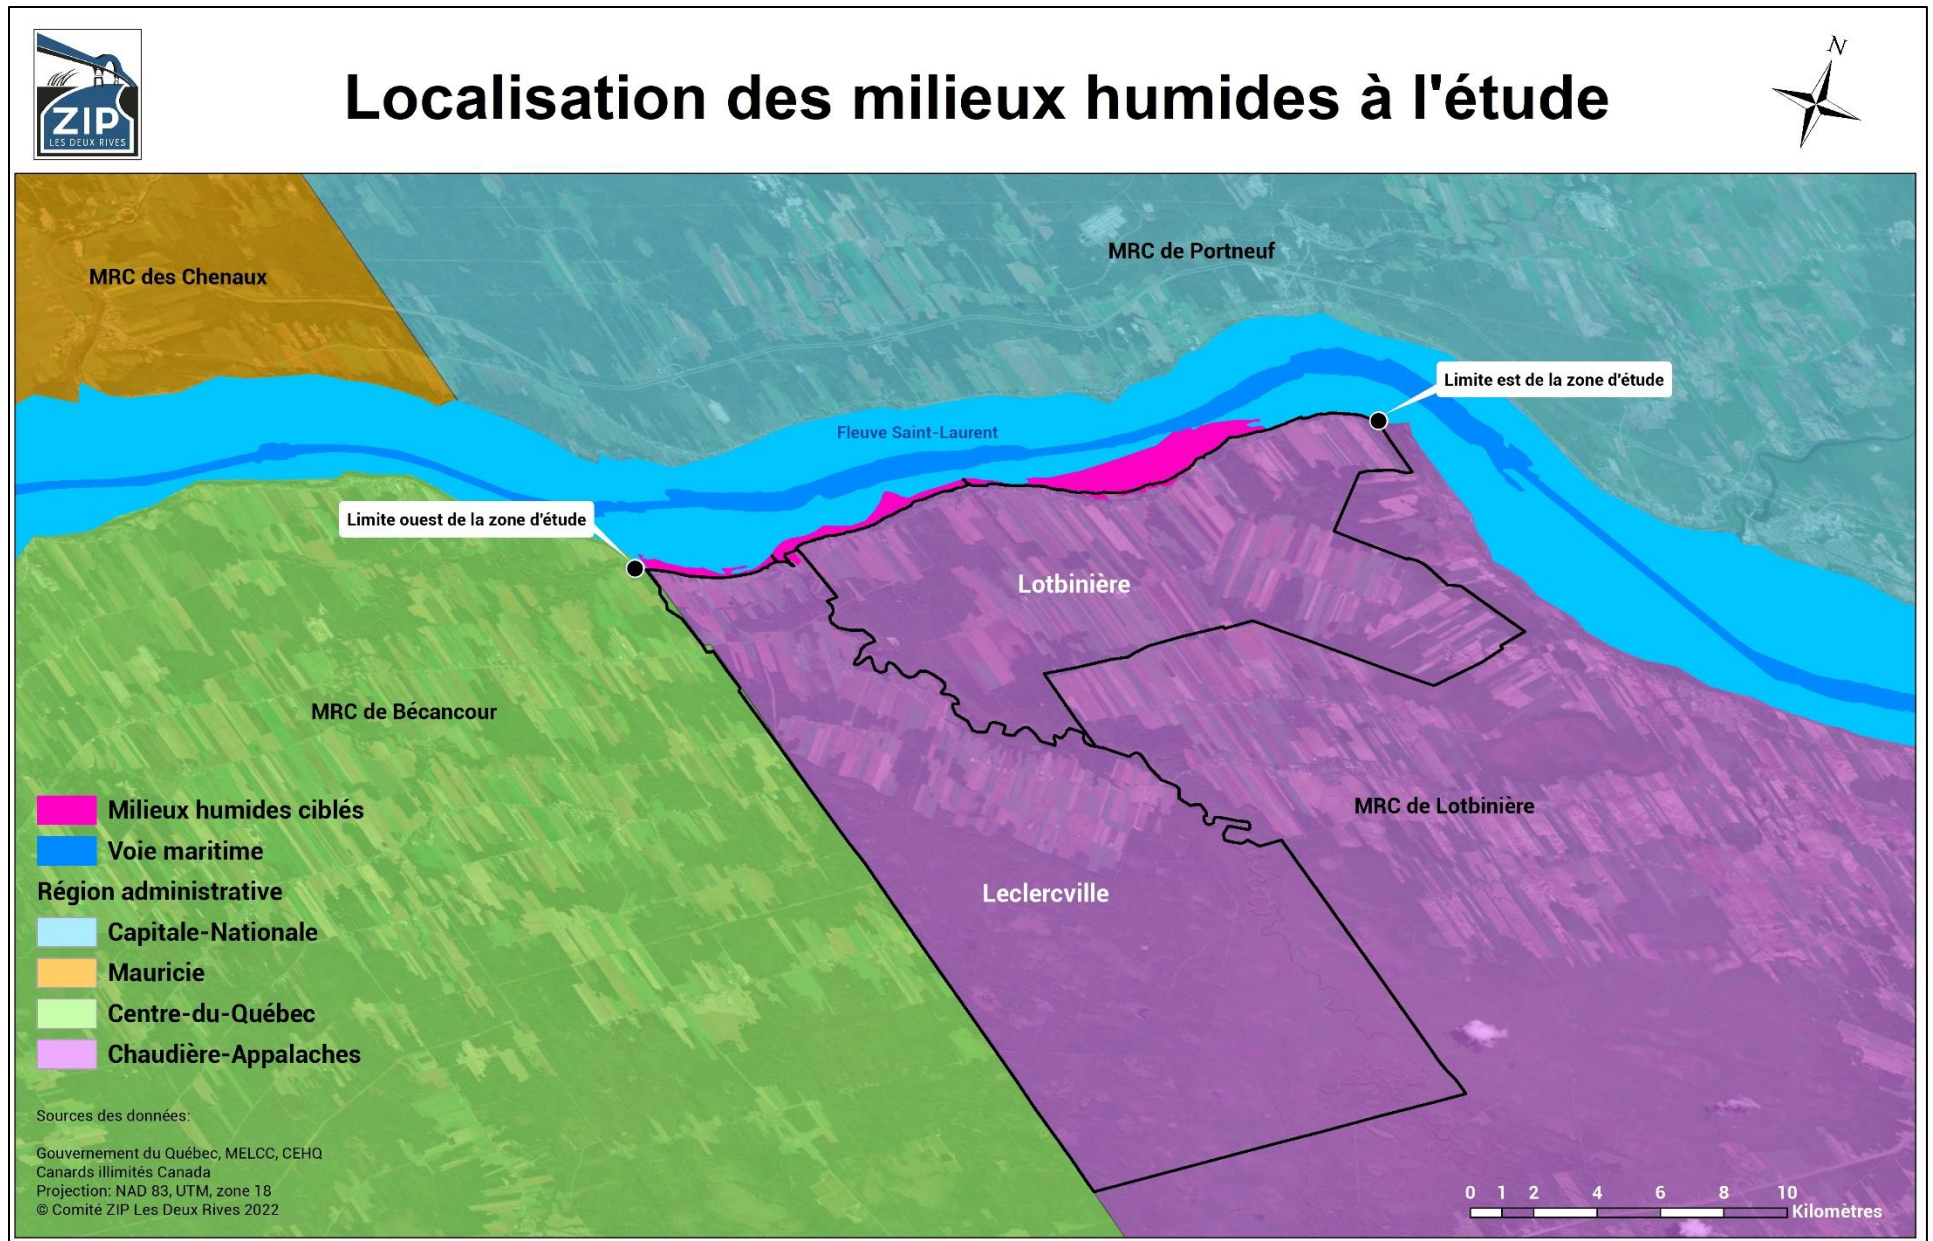 ZIP
LES DEUX RIVES
Localisation des milieux humides à l'étude
N
MRC des Chenaux
MRC de Portneuf
Limite est de la zone d'étude
Fleuve Saint-Laurent
Limite ouest de la zone d'étude
Lotbinière
MRC de Bécancour
MRC de Lotbinière
Leclercville
Milieux humides ciblés
Voie maritime
Région administrative
Capitale-Nationale
Mauricie
Centre-du-Québec
Chaudière-Appalaches
Sources des données:
Gouvernement du Québec, MELCC, CEHQ
Canards illimités Canada
Projection: NAD 83, UTM, zone 18
© Comité ZIP Les Deux Rives 2022
0 1 2 4 6 8 10
Kilomètres